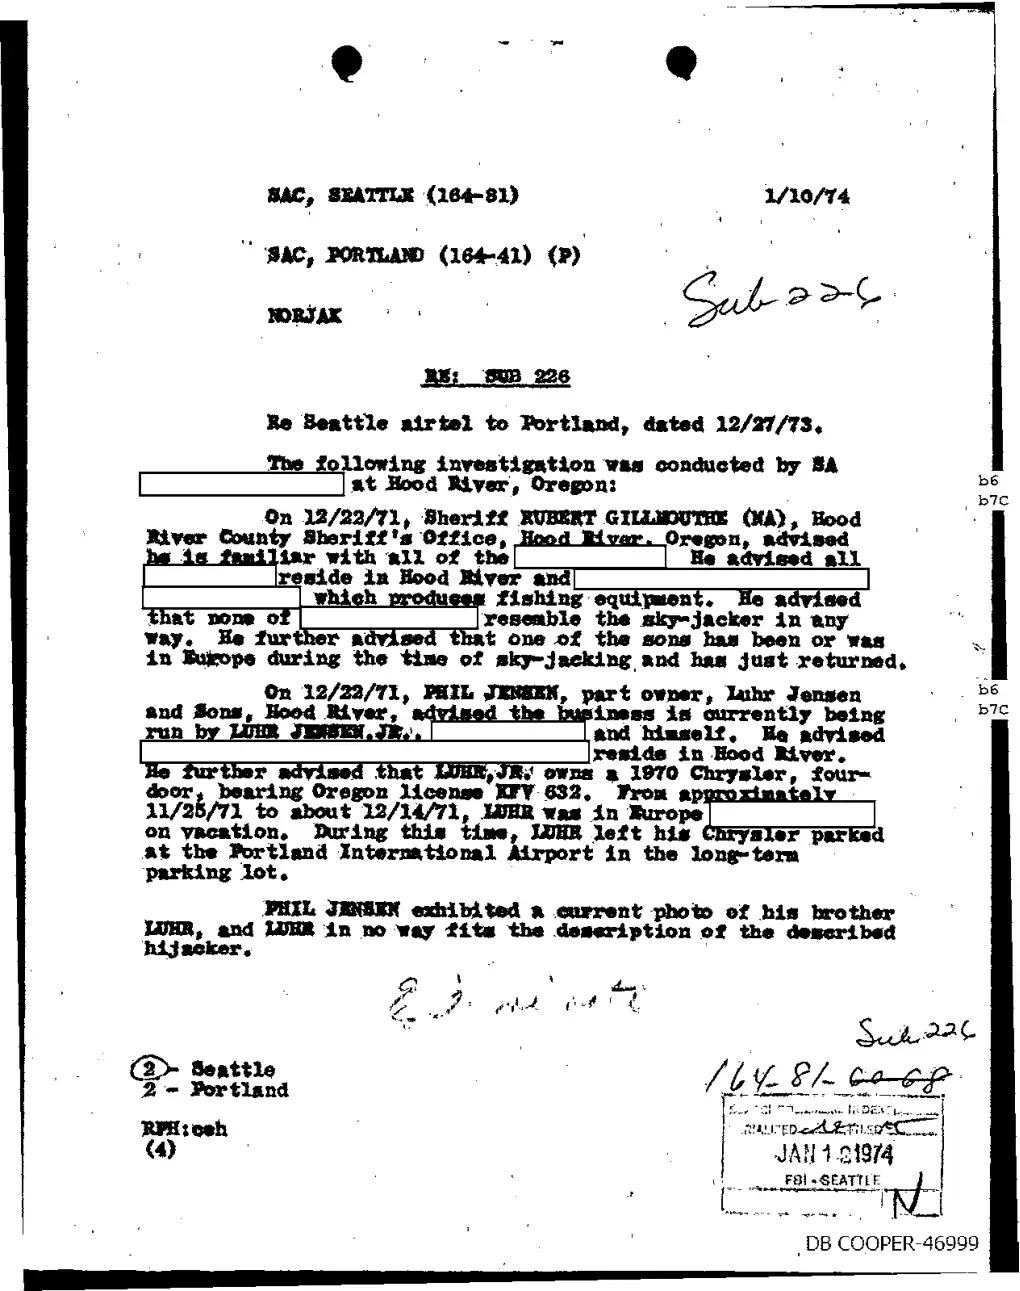 SAC, SEATTLE (164-81) 1/10/74
SAC, PORTLAND (164-41) (P)
NORJAK
Sub 226
RE: SUB 226
Re Seattle airtel to Portland, dated 12/27/73.
The following investigation was conducted by SA
at Hood River, Oregon:
b6
b7C
On 12/22/71, Sheriff RUBERT GILLMOUTHE (NA), Hood
River County Sheriff's Office, Hood River, Oregon, advised
he is familiar with all of the He advised all
reside in Hood River and
which produces fishing equipment. He advised
that none of resemble the sky-jacker in any
way. He further advised that one of the sons has been or was
in Europe during the time of sky-jacking and has just returned.
On 12/22/71, PHIL JENSEN, part owner, Luhr Jensen
and Sons, Hood River, advised the business is currently being
run by LUHR JENSEN, JR., and himself. He advised
reside in Hood River.
b6
b7C
He further advised that LUHR, JR. owns a 1970 Chrysler, four-
door, bearing Oregon license KFV 632. From approximately
11/25/71 to about 12/14/71, LUHR was in Europe
on vacation. During this time, LUHR left his Chrysler parked
at the Portland International Airport in the long-term
parking lot.
PHIL JENSEN exhibited a current photo of his brother
LUHR, and LUHR in no way fits the description of the described
hijacker.
Sub 226
2 - Seattle
2 - Portland
164-81-
RPH:ceh
(4)
JAN 1 1974
FBI - SEATTLE
N
DB COOPER-46999